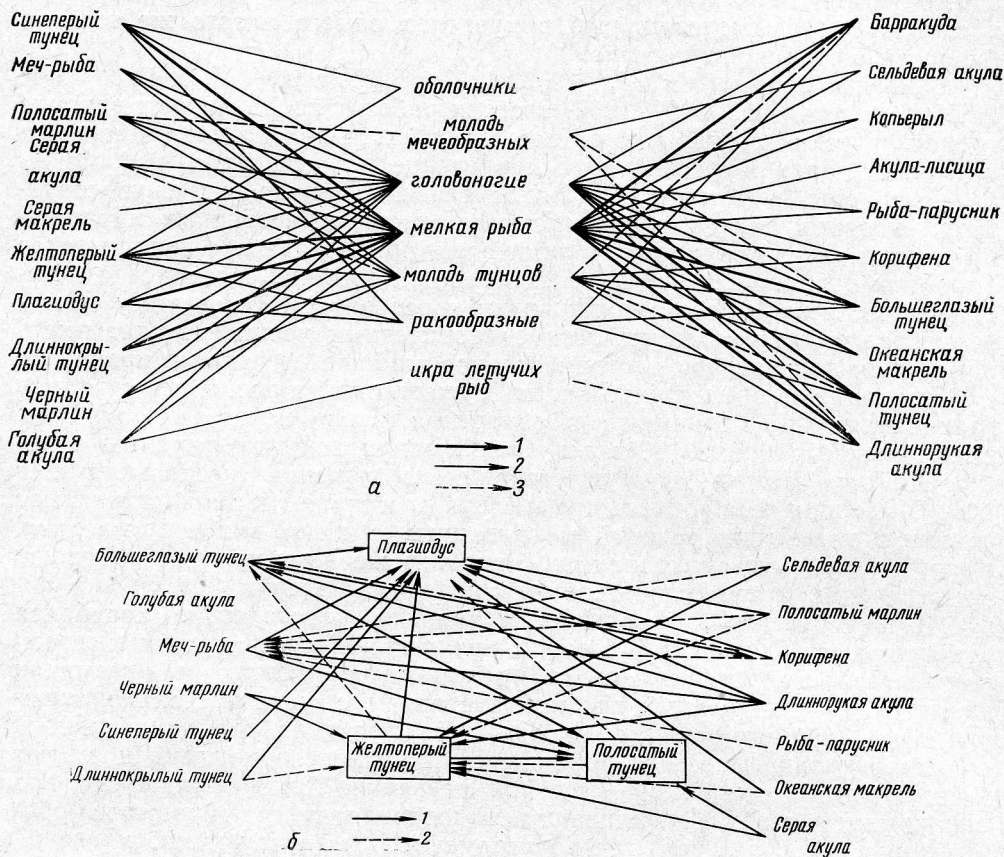 Синеперый
тунец
Меч-рыба
Полосатый
марлин
Серая
акула
Серая
макрель
Желтоперый
тунец
Плагиодус
Длиннокры-
лый тунец
Черный
марлин
Голубая
акула
оболочники
молодь
мечеобразных
головоногие
мелкая рыба
молодь тунцов
ракообразные
икра летучих
рыб
Барракуда
Сельдевая акула
Копьерыл
Акула-лисица
Рыба-парусник
Корифена
Большеглазый
тунец
Океанская
макрель
Полосатый
тунец
Длиннорукая
акула
а
1
2
3
Большеглазый тунец
Голубая акула
Меч-рыба
Черный марлин
Синеперый тунец
Длиннокрылый тунец
Плагиодус
Желтоперый
тунец
Полосатый
тунец
Сельдевая акула
Полосатый марлин
Корифена
Длиннорукая акула
Рыба-парусник
Океанская макрель
Серая
акула
б
1
2